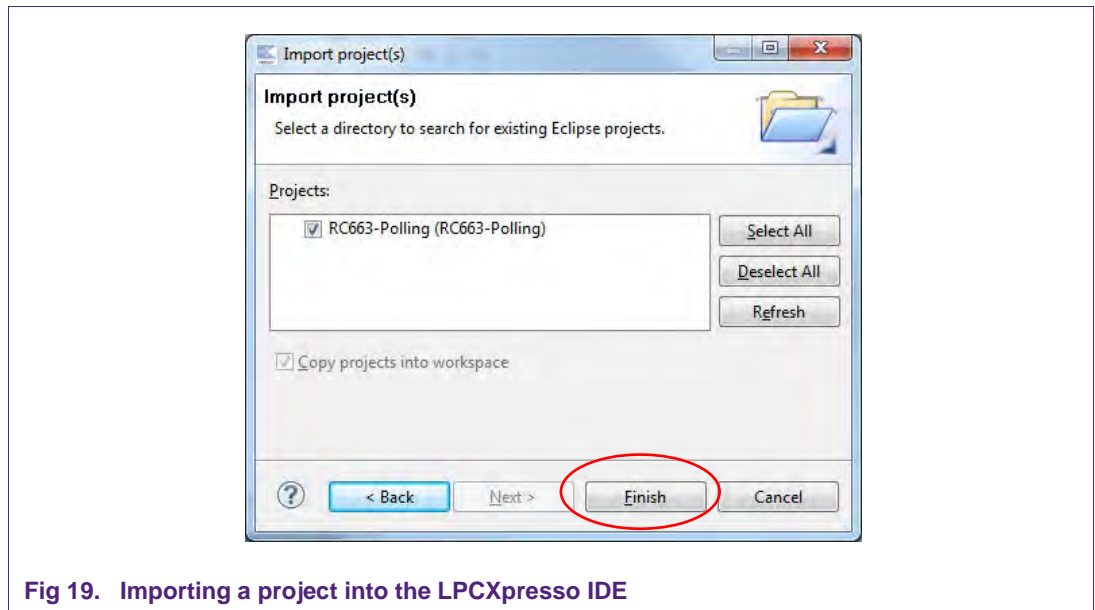 Import project(s)
Import project(s)
Select a directory to search for existing Eclipse projects.
Projects:
RC663-Polling (RC663-Polling)
Select All
Deselect All
Refresh
Copy projects into workspace
?
< Back
Next >
Finish
Cancel
Fig 19. Importing a project into the LPCXpresso IDE